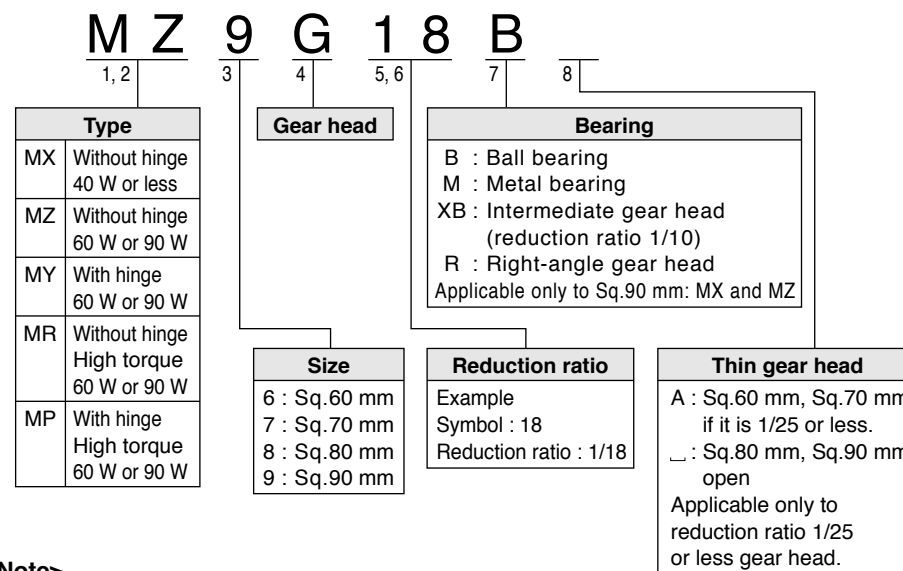 MZ 9 G 18 B
1, 2 3 4 5, 6 7 8
Type
MX Without hinge
40 W or less
MZ Without hinge
60 W or 90 W
MY With hinge
60 W or 90 W
MR Without hinge
High torque
60 W or 90 W
MP With hinge
High torque
60 W or 90 W
Gear head
Bearing
B : Ball bearing
M : Metal bearing
XB : Intermediate gear head
(reduction ratio 1/10)
R : Right-angle gear head
Applicable only to Sq.90 mm: MX and MZ
Size
6 : Sq.60 mm
7 : Sq.70 mm
8 : Sq.80 mm
9 : Sq.90 mm
Reduction ratio
Example
Symbol : 18
Reduction ratio : 1/18
Thin gear head
A : Sq.60 mm, Sq.70 mm
if it is 1/25 or less.
⎵ : Sq.80 mm, Sq.90 mm
open
Applicable only to
reduction ratio 1/25
or less gear head.
Note>